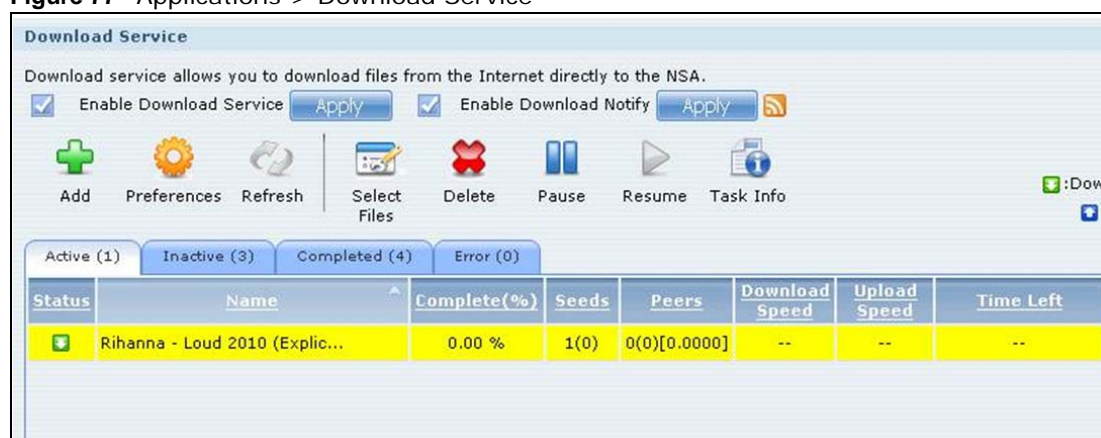 Figure 77 Applications > Download Service
Download Service
Download service allows you to download files from the Internet directly to the NSA.
Enable Download Service Apply Enable Download Notify Apply
Add Preferences Refresh Select Files Delete Pause Resume Task Info
:Dow
Active (1) Inactive (3) Completed (4) Error (0)
Status Name Complete(%) Seeds Peers Download Speed Upload Speed Time Left
Rihanna - Loud 2010 (Explic... 0.00 % 1(0) 0(0)[0.0000] -- -- --